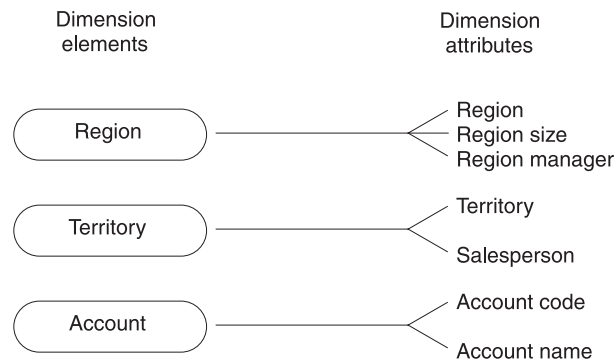 Dimension
elements
Dimension
attributes
Region
Region
Region size
Region manager
Territory
Territory
Salesperson
Account
Account code
Account name